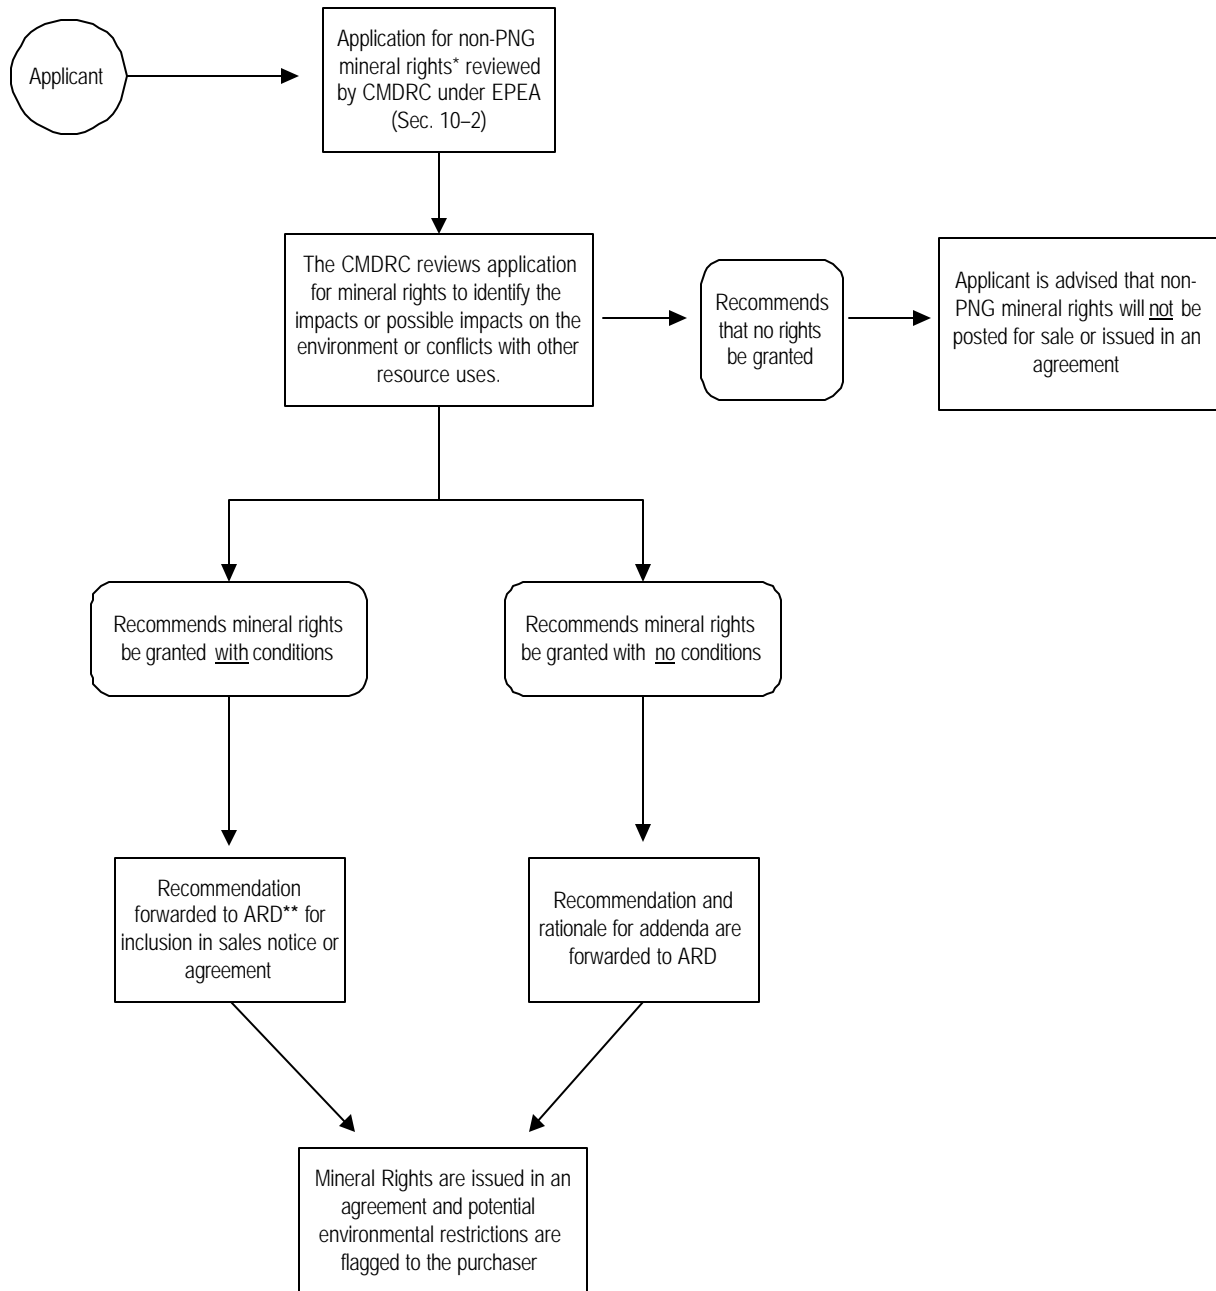 Applicant
Application for non-PNG
mineral rights* reviewed
by CMDRC under EPEA
(Sec. 10–2)
The CMDRC reviews application
for mineral rights to identify the
impacts or possible impacts on the
environment or conflicts with other
resource uses.
Recommends
that no rights
be granted
Applicant is advised that non-
PNG mineral rights will not be
posted for sale or issued in an
agreement
Recommends mineral rights
be granted with conditions
Recommends mineral rights
be granted with no conditions
Recommendation
forwarded to ARD** for
inclusion in sales notice or
agreement
Recommendation and
rationale for addenda are
forwarded to ARD
Mineral Rights are issued in an
agreement and potential
environmental restrictions are
flagged to the purchaser